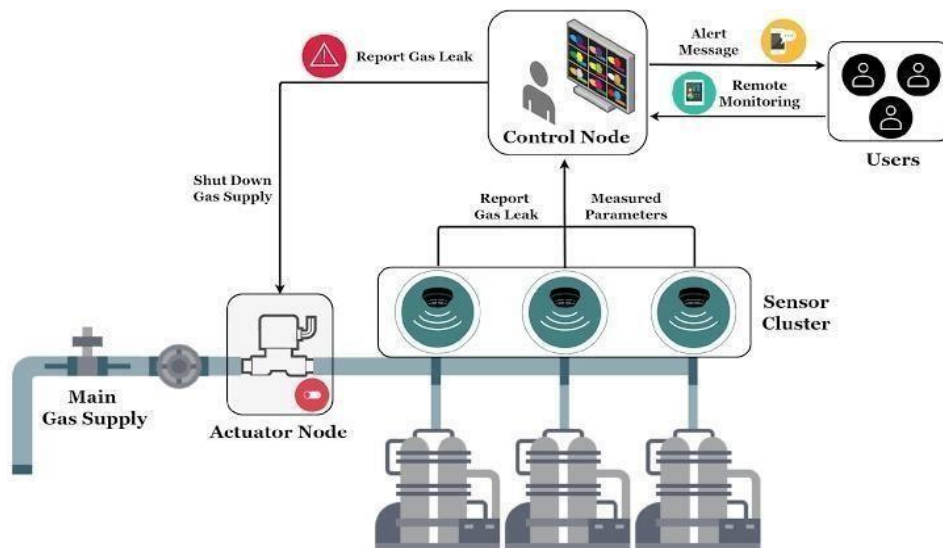 Report Gas Leak
Alert
Message
Remote
Monitoring
Control Node
Users
Shut Down
Gas Supply
Report
Gas Leak
Measured
Parameters
Sensor
Cluster
Main
Gas Supply
Actuator Node